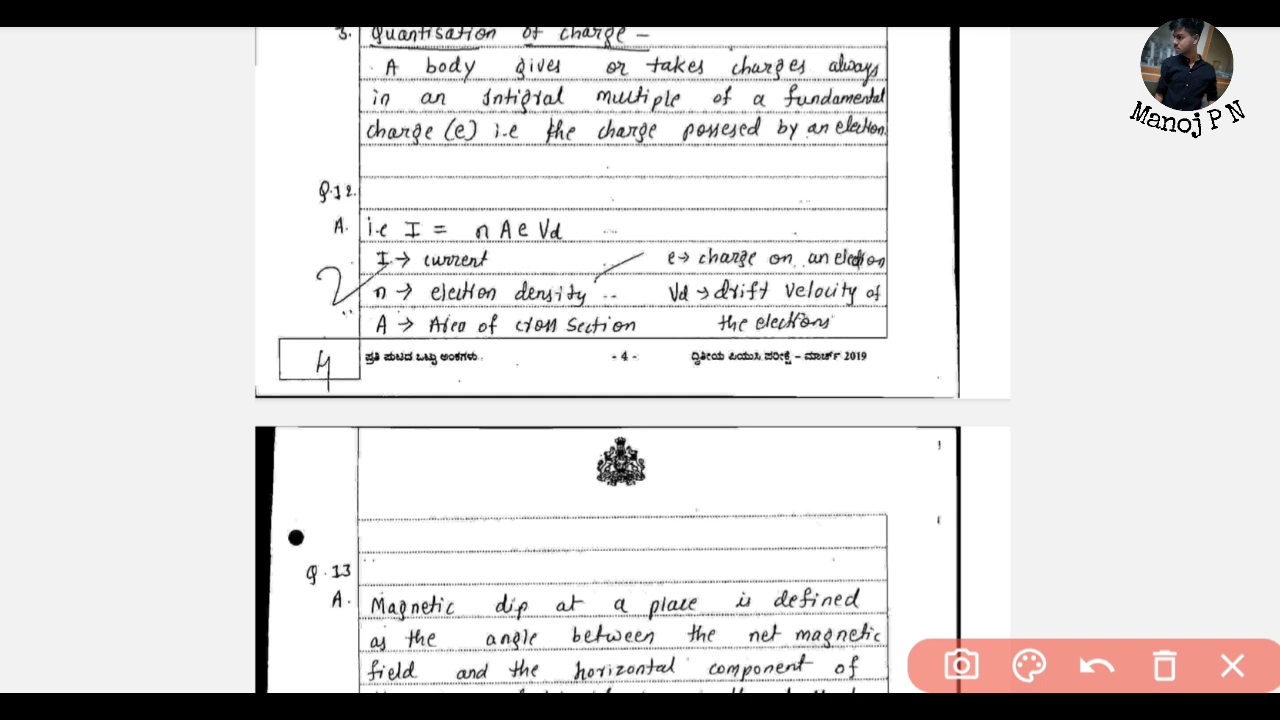 3. Quantisation of charge –
A body gives or takes charges always
in an Intigral multiple of a fundamental
charge (e) i.e the charge possesed by an electron.
Q.12.
A. i.e I = n A e Vd
I → current
e → charge on an electron
2
n → electron density
Vd → drift velocity of
A → Area of cross section
the electrons
4
ಪ್ರತಿ ಪುಟದ ಒಟ್ಟು ಅಂಕಗಳು
- 4 -
ದ್ವಿತೀಯ ಪಿಯುಸಿ ಪರೀಕ್ಷೆ – ಮಾರ್ಚ್ 2019
Q.13
A. Magnetic dip at a place is defined
as the angle between the net magnetic
field and the horizontal component of
Manoj P N